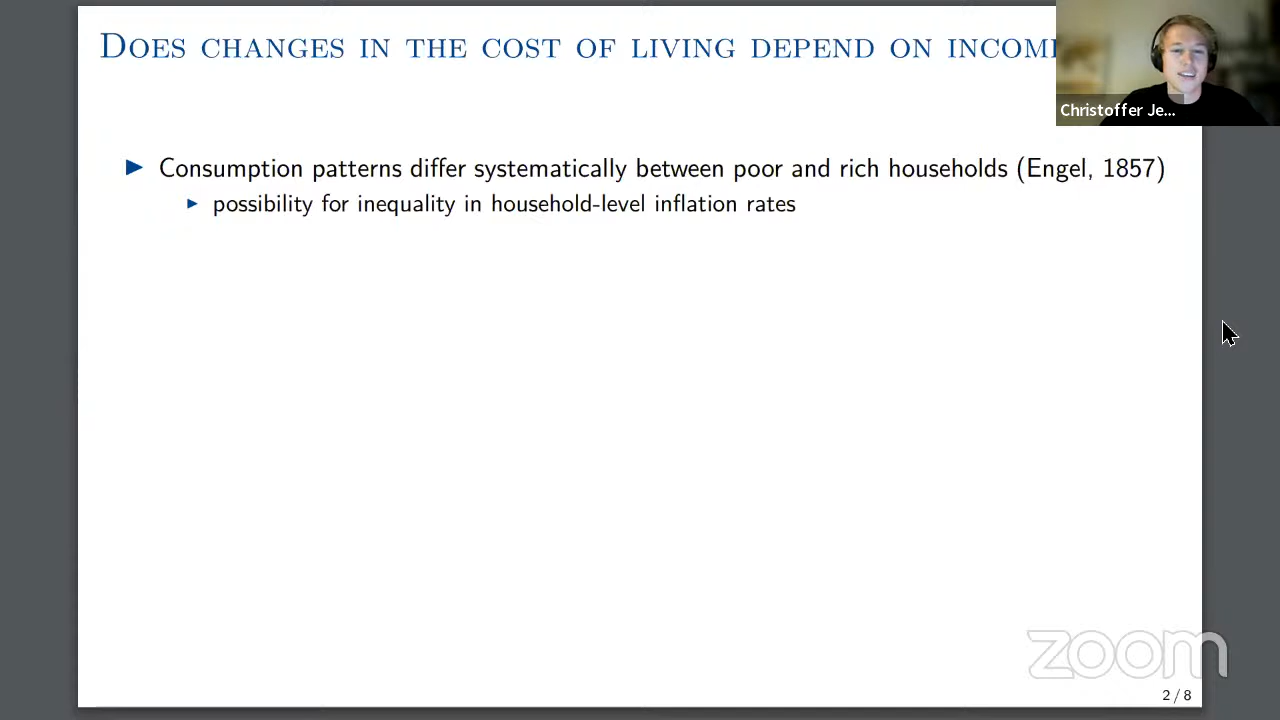 DOES CHANGES IN THE COST OF LIVING DEPEND ON INCOM
Christoffer Je...
▶ Consumption patterns differ systematically between poor and rich households (Engel, 1857)
▶ possibility for inequality in household-level inflation rates
zoom
2 / 8